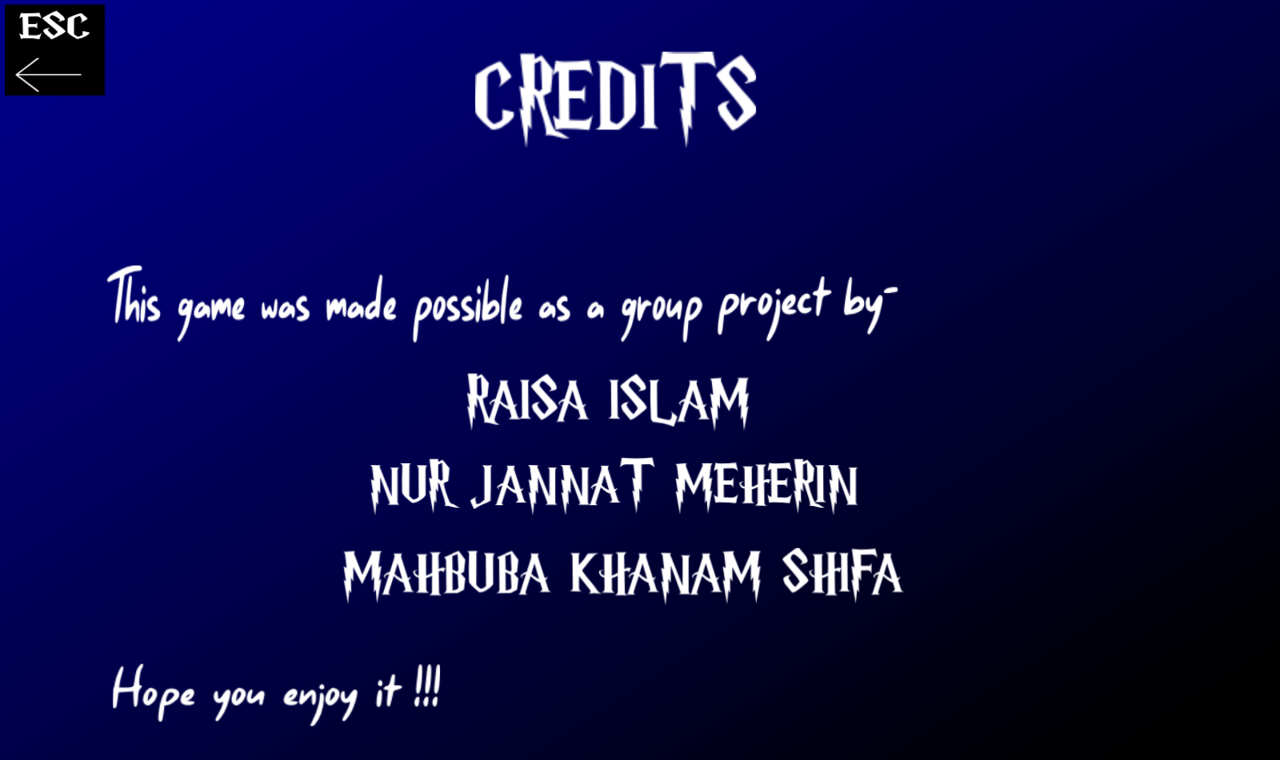 ESC
CREDITS
This game was made possible as a group project by-
RAISA ISLAM
NUR JANNAT MEHERIN
MAHBUBA KHANAM SHIFA
Hope you enjoy it !!!